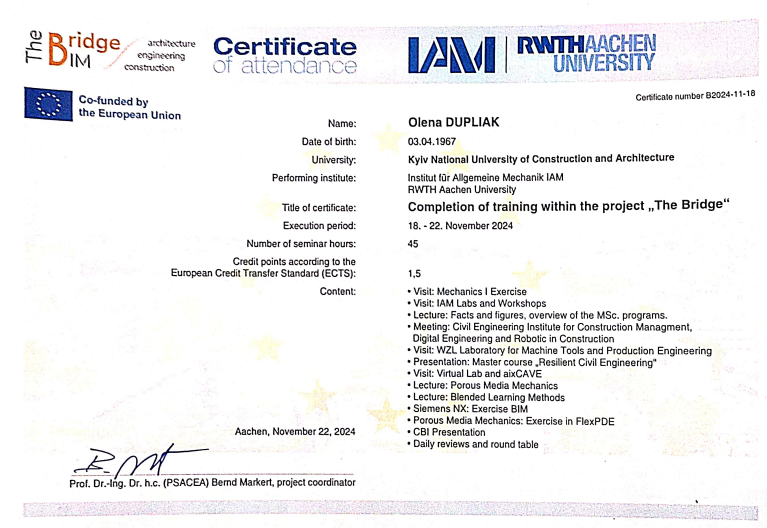 The Bridge BIM
architecture
engineering
construction
Certificate
of attendance
IAM
RWTHAACHEN
UNIVERSITY
Co-funded by
the European Union
Certificate number B2024-11-18
Name: Olena DUPLIAK
Date of birth: 03.04.1967
University: Kyiv National University of Construction and Architecture
Performing institute: Institut für Allgemeine Mechanik IAM
RWTH Aachen University
Title of certificate: Completion of training within the project „The Bridge“
Execution period: 18. - 22. November 2024
Number of seminar hours: 45
Credit points according to the
European Credit Transfer Standard (ECTS): 1,5
Content: • Visit: Mechanics I Exercise
• Visit: IAM Labs and Workshops
• Lecture: Facts and figures, overview of the MSc. programs.
• Meeting: Civil Engineering Institute for Construction Managment,
Digital Engineering and Robotic in Construction
• Visit: WZL Laboratory for Machine Tools and Production Engineering
• Presentation: Master course „Resilient Civil Engineering“
• Visit: Virtual Lab and aixCAVE
• Lecture: Porous Media Mechanics
• Lecture: Blended Learning Methods
• Siemens NX: Exercise BIM
• Porous Media Mechanics: Exercise in FlexPDE
• CBI Presentation
• Daily reviews and round table
Aachen, November 22, 2024
Prof. Dr.-Ing. Dr. h.c. (PSACEA) Bernd Markert, project coordinator